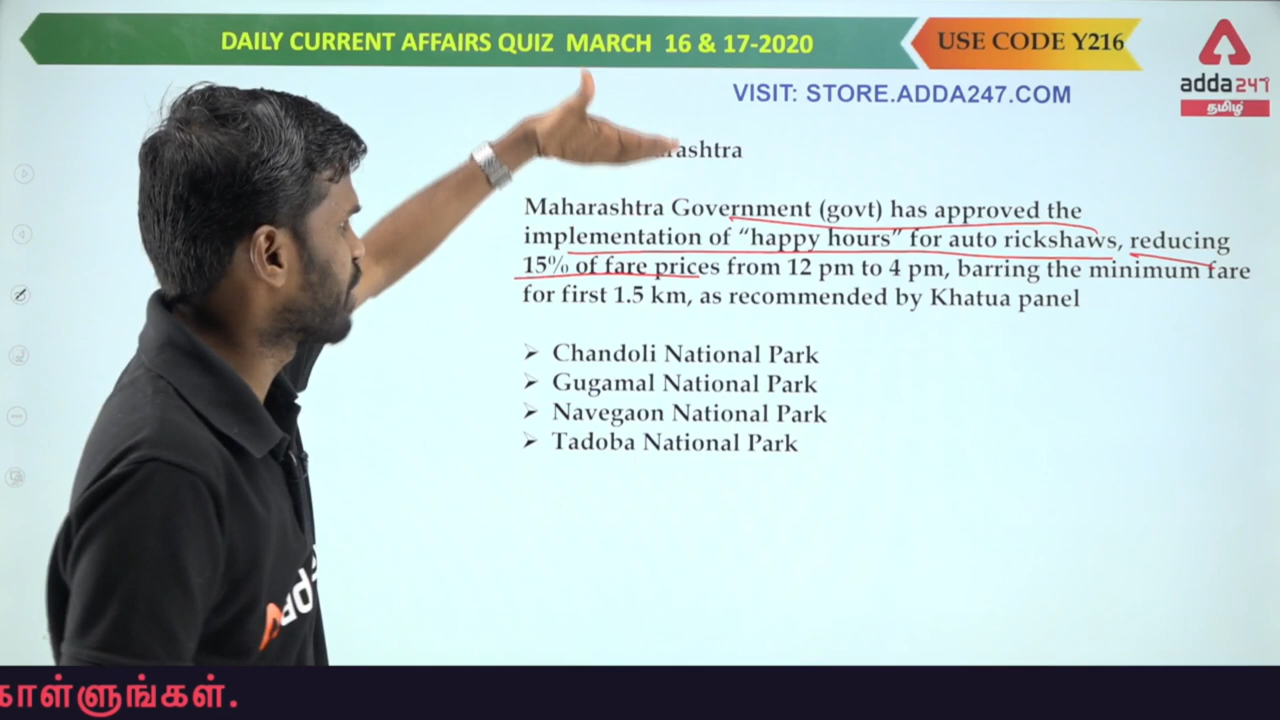 DAILY CURRENT AFFAIRS QUIZ MARCH 16 & 17-2020
USE CODE Y216
adda247
தமிழ்
VISIT: STORE.ADDA247.COM
Maharashtra Government (govt) has approved the
implementation of “happy hours” for auto rickshaws, reducing
15% of fare prices from 12 pm to 4 pm, barring the minimum fare
for first 1.5 km, as recommended by Khatua panel
➢ Chandoli National Park
➢ Gugamal National Park
➢ Navegaon National Park
➢ Tadoba National Park